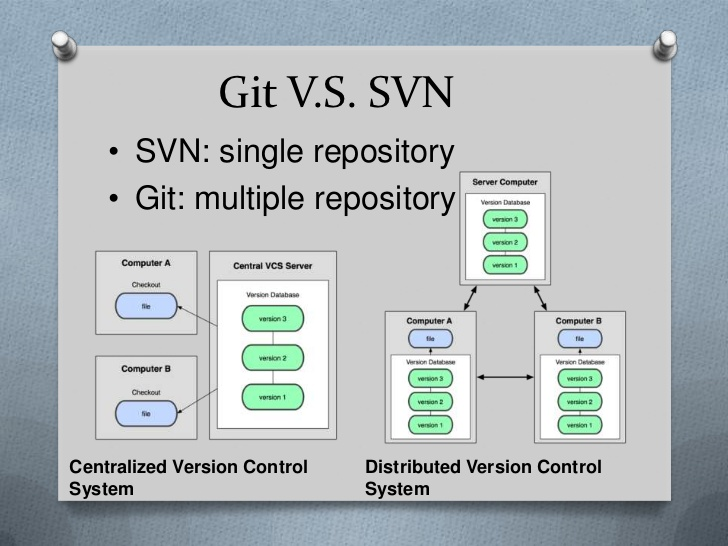 Git V.S. SVN
• SVN: single repository
• Git: multiple repository
Computer A
Checkout
file
Computer B
Checkout
file
Central VCS Server
Version Database
version 3
version 2
version 1
Centralized Version Control
System
Server Computer
Version Database
version 3
version 2
version 1
Computer A
file
Version Database
version 3
version 2
version 1
Computer B
file
Version Database
version 3
version 2
version 1
Distributed Version Control
System